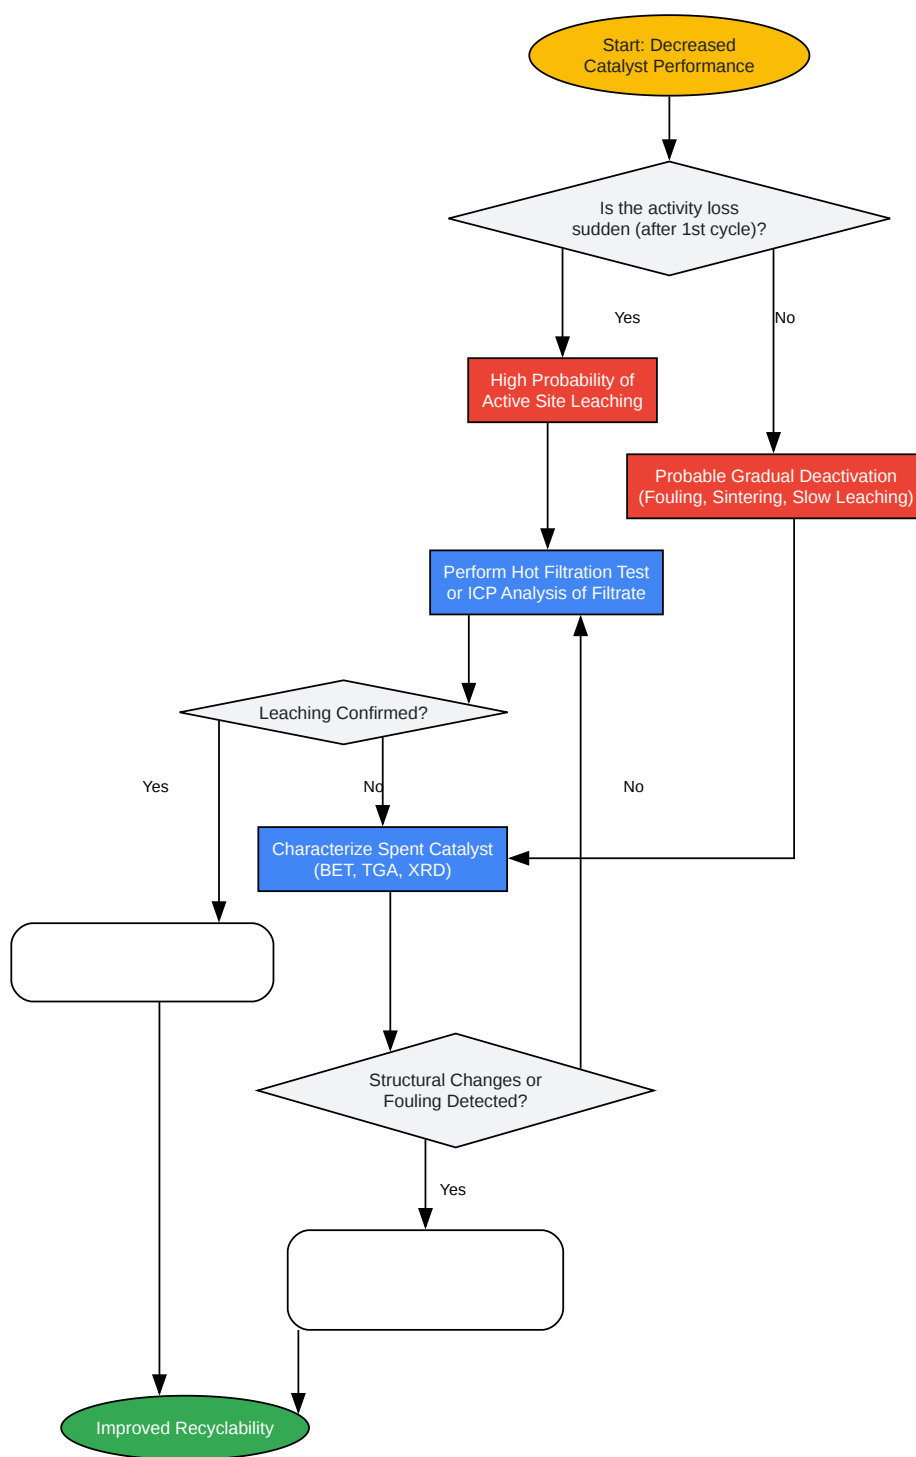 Start: Decreased
Catalyst Performance
Is the activity loss
sudden (after 1st cycle)?
Yes
No
High Probability of
Active Site Leaching
Probable Gradual Deactivation
(Fouling, Sintering, Slow Leaching)
Perform Hot Filtration Test
or ICP Analysis of Filtrate
Leaching Confirmed?
Yes
No
No
Characterize Spent Catalyst
(BET, TGA, XRD)
Structural Changes or
Fouling Detected?
Yes
Improved Recyclability